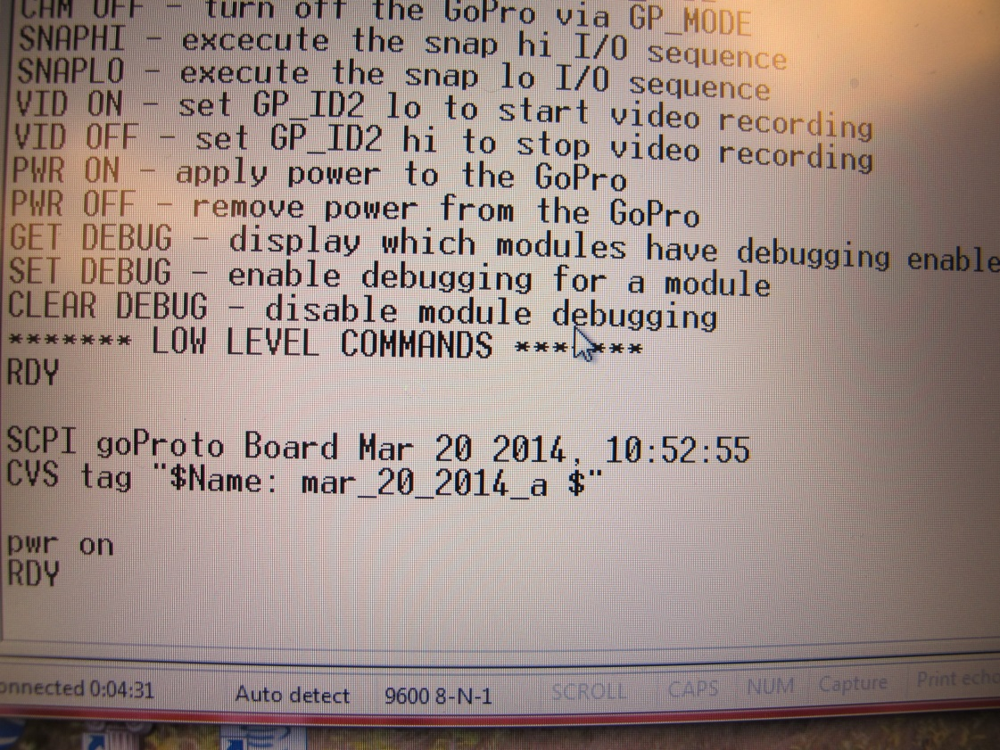 CAM OFF - turn off the GoPro via GP_MODE
SNAPHI - excecute the snap hi I/O sequence
SNAPLO - execute the snap lo I/O sequence
VID ON - set GP_ID2 lo to start video recording
VID OFF - set GP_ID2 hi to stop video recording
PWR ON - apply power to the GoPro
PWR OFF - remove power from the GoPro
GET DEBUG - display which modules have debugging enable
SET DEBUG - enable debugging for a module
CLEAR DEBUG - disable module debugging
******* LOW LEVEL COMMANDS *******
RDY
SCPI goProto Board Mar 20 2014, 10:52:55
CVS tag "$Name: mar_20_2014_a $"
pwr on
RDY
onnected 0:04:31 Auto detect 9600 8-N-1 SCROLL CAPS NUM Capture Print echo